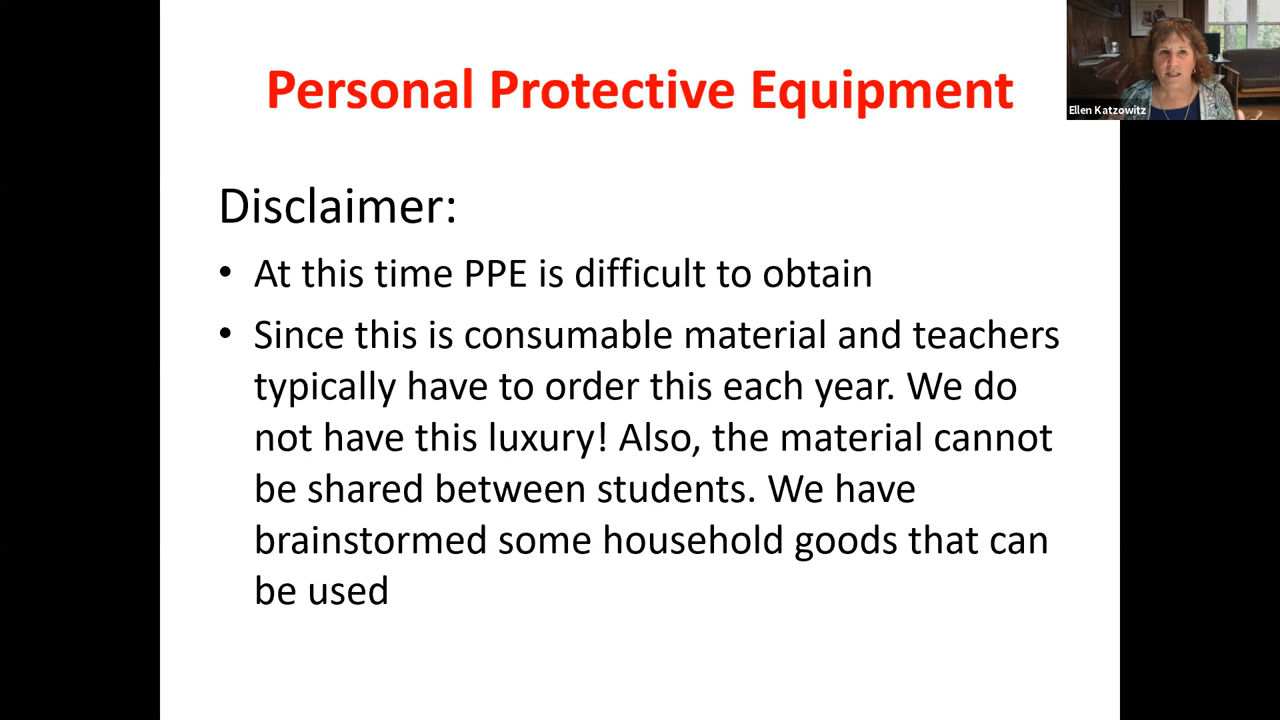 Personal Protective Equipment
Ellen Katzowitz
Disclaimer:
• At this time PPE is difficult to obtain
• Since this is consumable material and teachers
typically have to order this each year. We do
not have this luxury! Also, the material cannot
be shared between students. We have
brainstormed some household goods that can
be used